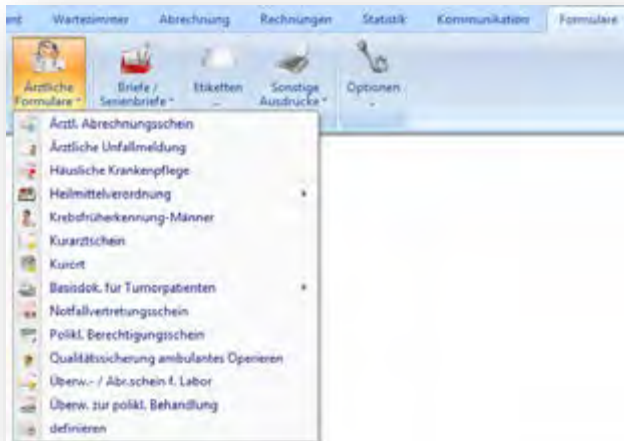 ent Wartezimmer Abrechnung Rechnungen Statistik Kommunikation Formulare
Ärztliche Formulare
Briefe / Serienbriefe
Etiketten
Sonstige Ausdrucke
Optionen
Ärztl. Abrechnungsschein
Ärztliche Unfallmeldung
Häusliche Krankenpflege
Heilmittelverordnung
Krebsfrüherkennung-Männer
Kurarztschein
Kurort
Basisdok. für Tumorpatienten
Notfallvertretungsschein
Polikl. Berechtigungsschein
Qualitätssicherung ambulantes Operieren
Überw.- / Abr.schein f. Labor
Überw. zur polikl. Behandlung
definieren